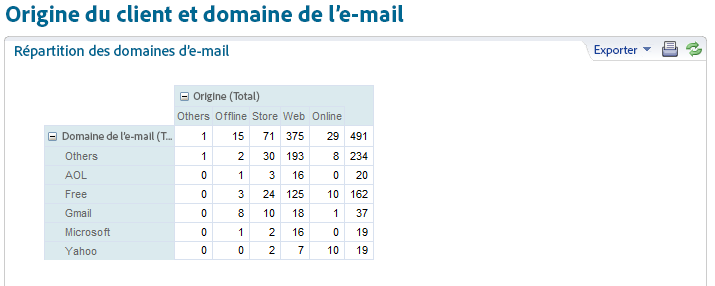 Origine du client et domaine de l'e-mail
Répartition des domaines d'e-mail
Exporter
Origine (Total)
Others Offline Store Web Online
Domaine de l'e-mail (T... 1 15 71 375 29 491
Others 1 2 30 193 8 234
AOL 0 1 3 16 0 20
Free 0 3 24 125 10 162
Gmail 0 8 10 18 1 37
Microsoft 0 1 2 16 0 19
Yahoo 0 0 2 7 10 19